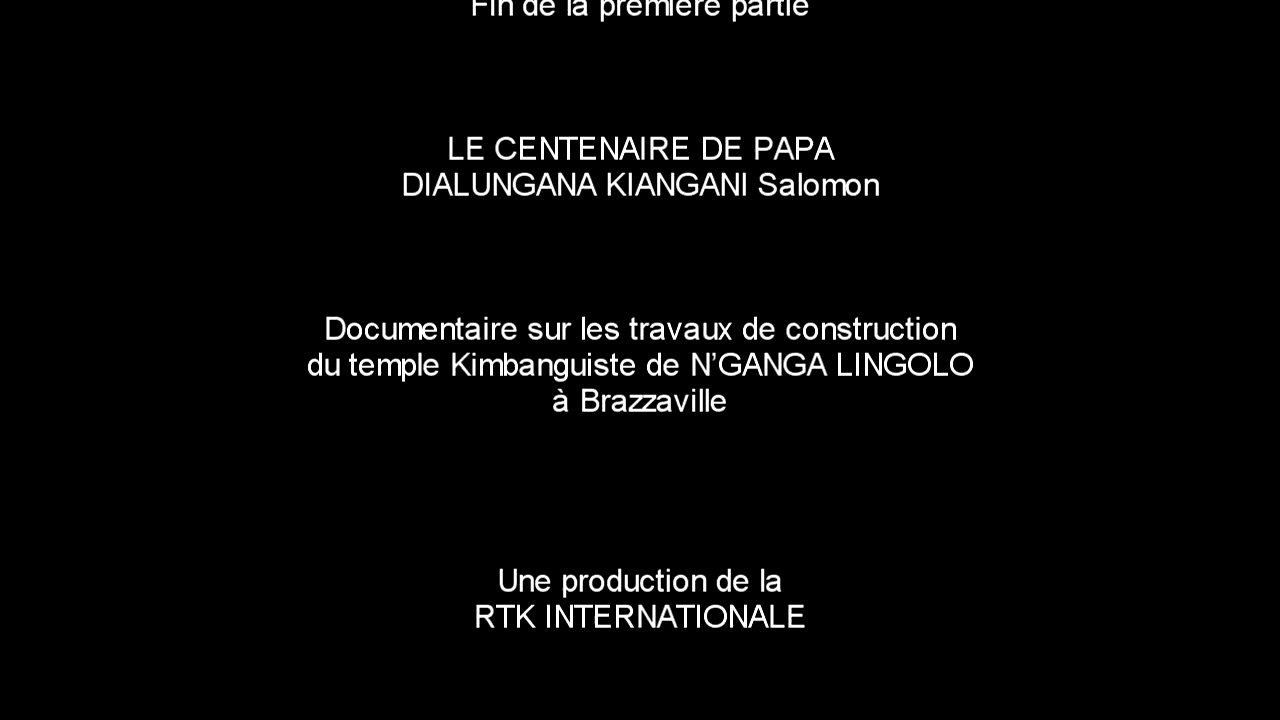 Fin de la première partie
LE CENTENAIRE DE PAPA
DIALUNGANA KIANGANI Salomon
Documentaire sur les travaux de construction
du temple Kimbanguiste de N’GANGA LINGOLO
à Brazzaville
Une production de la
RTK INTERNATIONALE